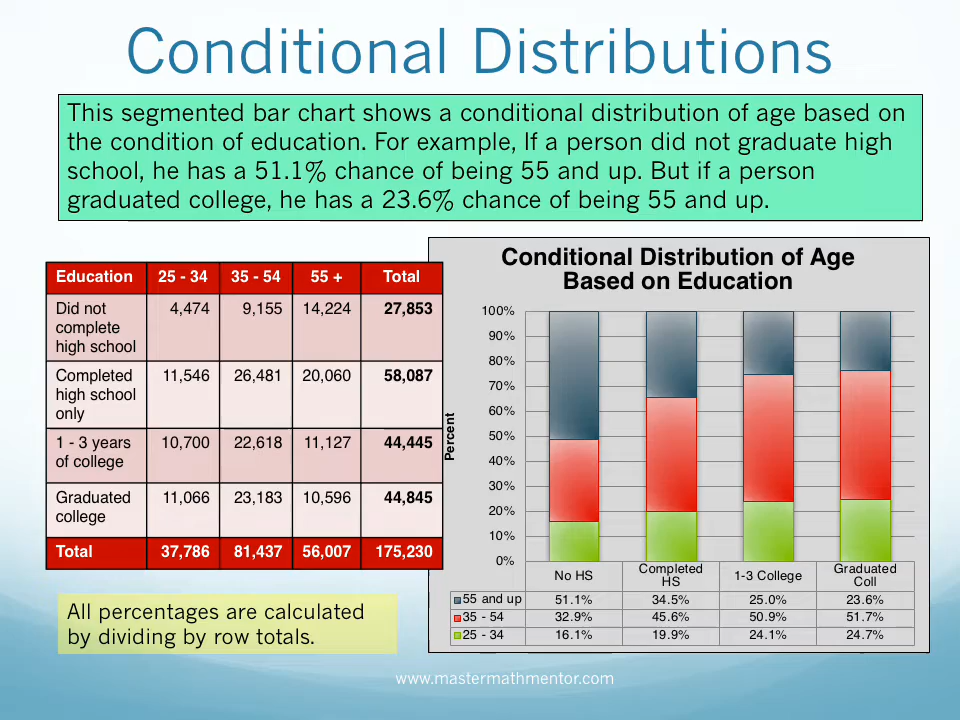 Conditional Distributions
This segmented bar chart shows a conditional distribution of age based on
the condition of education. For example, If a person did not graduate high
school, he has a 51.1% chance of being 55 and up. But if a person
graduated college, he has a 23.6% chance of being 55 and up.
Education 25 - 34 35 - 54 55 + Total
Did not 4,474 9,155 14,224 27,853
complete
high school
Completed 11,546 26,481 20,060 58,087
high school
only
1 - 3 years 10,700 22,618 11,127 44,445
of college
Graduated 11,066 23,183 10,596 44,845
college
Total 37,786 81,437 56,007 175,230
All percentages are calculated
by dividing by row totals.
Conditional Distribution of Age
Based on Education
Percent
100%
90%
80%
70%
60%
50%
40%
30%
20%
10%
0%
No HS Completed HS 1-3 College Graduated Coll
55 and up 51.1% 34.5% 25.0% 23.6%
35 - 54 32.9% 45.6% 50.9% 51.7%
25 - 34 16.1% 19.9% 24.1% 24.7%
www.mastermathmentor.com